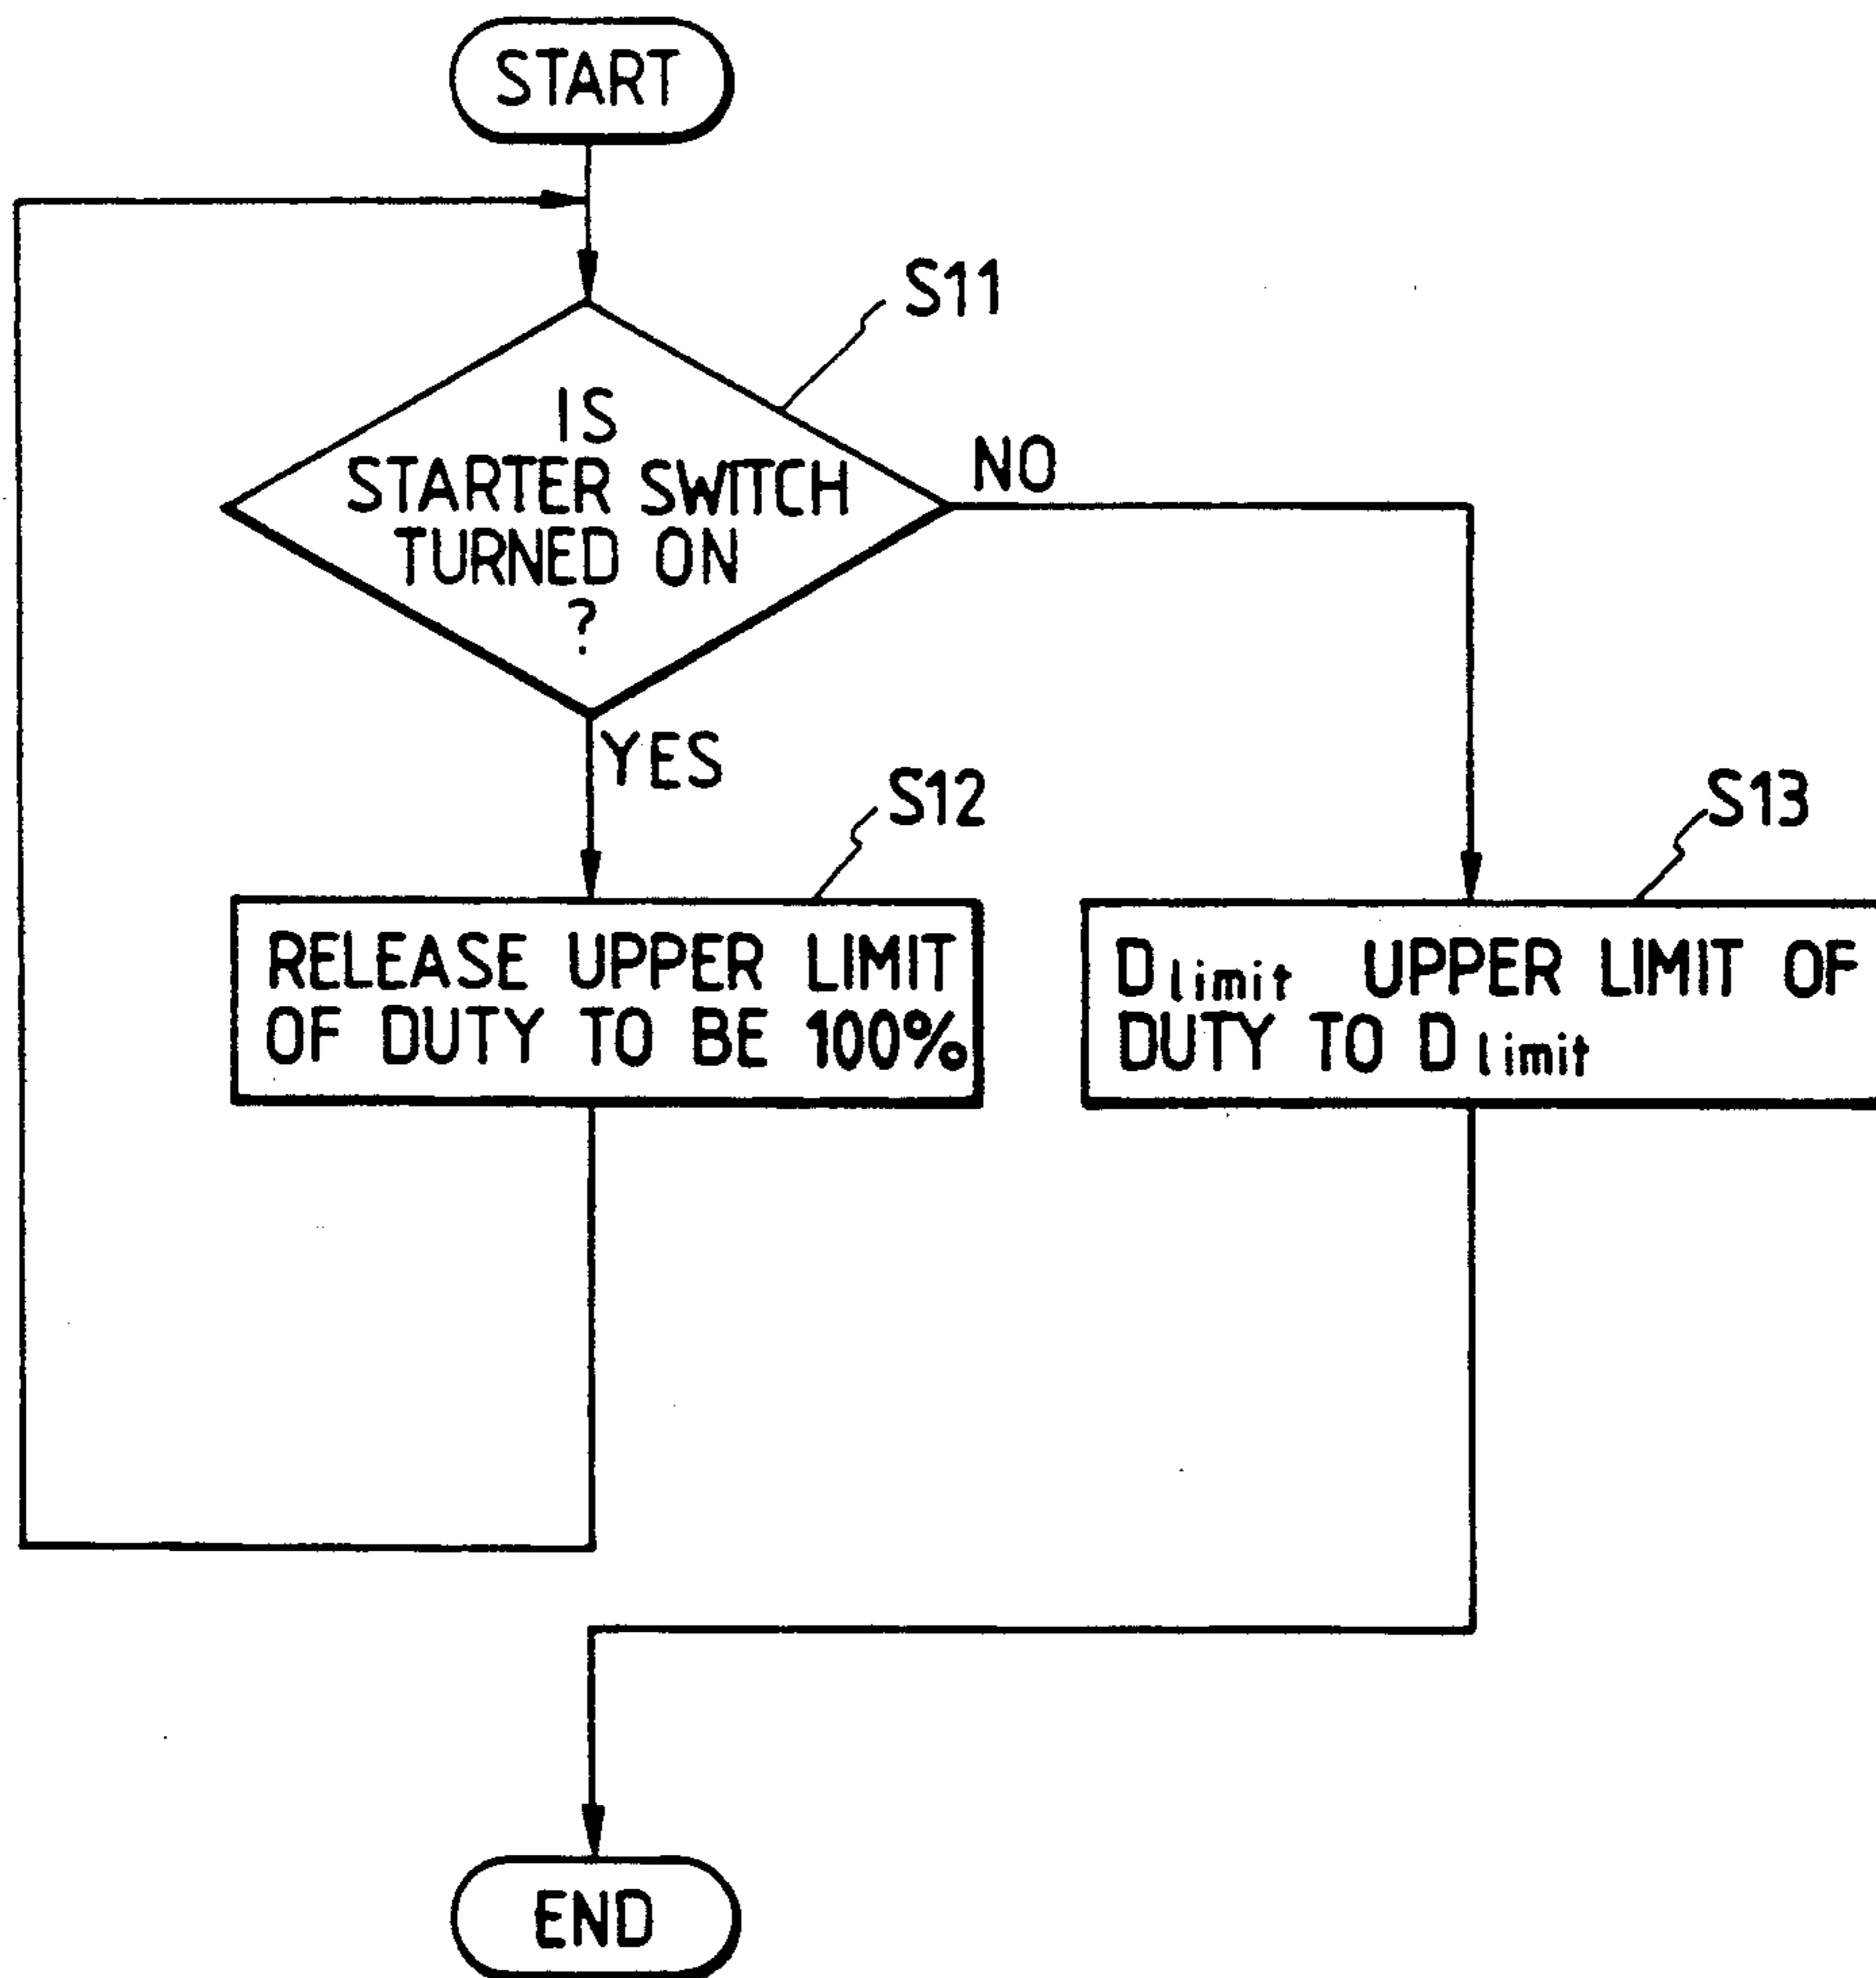 START
S11
IS
STARTER SWITCH
TURNED ON
?
NO
YES
S12
S13
RELEASE UPPER LIMIT
OF DUTY TO BE 100%
Dlimit UPPER LIMIT OF
DUTY TO Dlimit
END